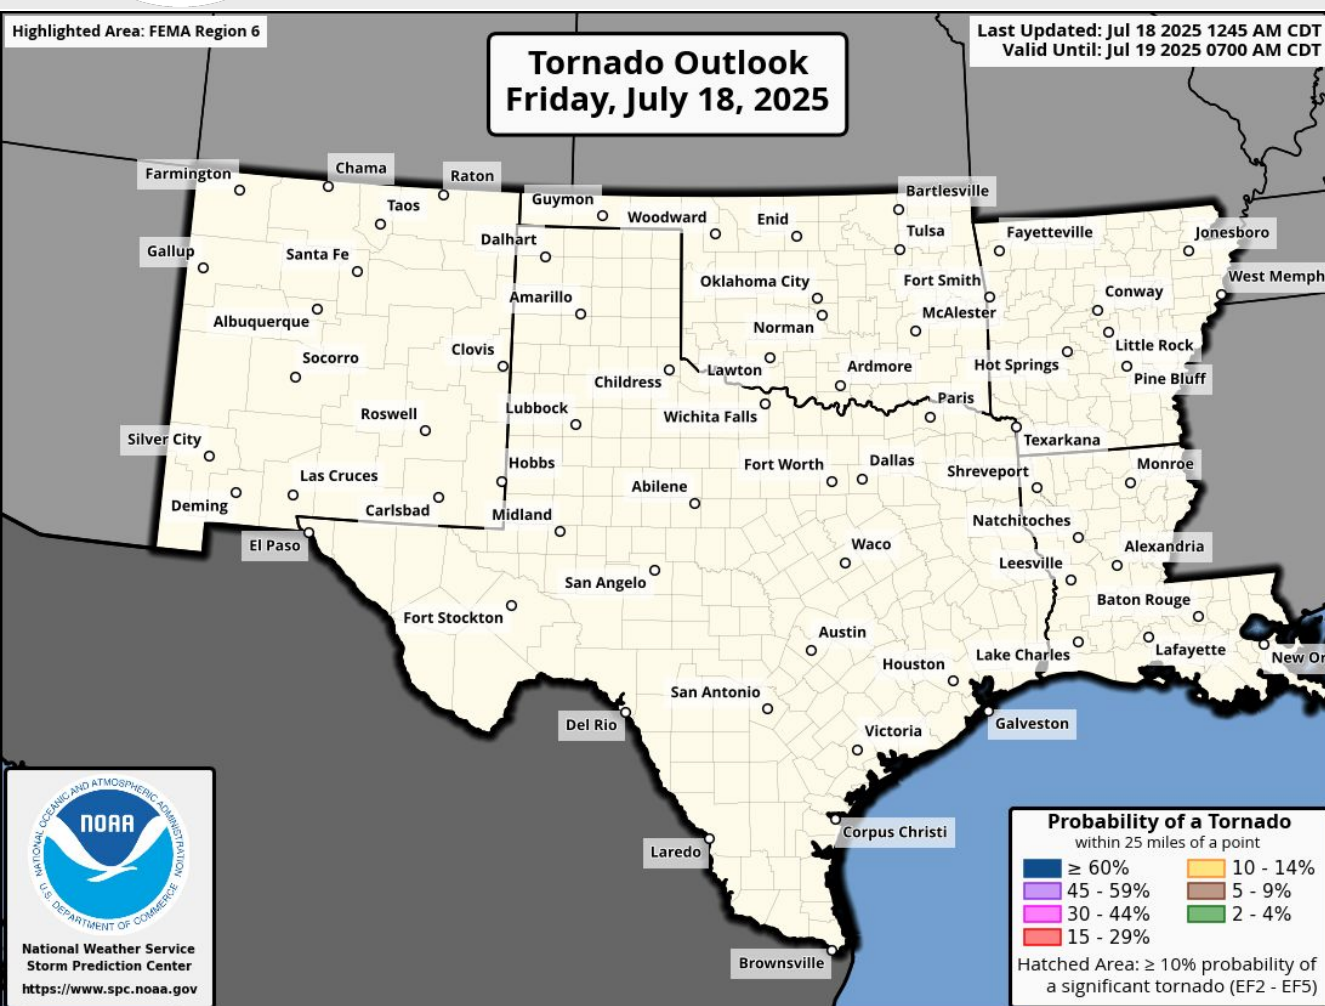 Highlighted Area: FEMA Region 6
Last Updated: Jul 18 2025 1245 AM CDT
Valid Until: Jul 19 2025 0700 AM CDT
Tornado Outlook
Friday, July 18, 2025
Farmington
Chama
Raton
Taos
Guymon
Woodward
Enid
Bartlesville
Tulsa
Fayetteville
Jonesboro
Gallup
Santa Fe
Dalhart
Amarillo
Oklahoma City
Fort Smith
Conway
West Memph
Albuquerque
Norman
McAlester
Little Rock
Socorro
Clovis
Childress
Lawton
Ardmore
Hot Springs
Pine Bluff
Roswell
Lubbock
Wichita Falls
Paris
Texarkana
Silver City
Las Cruces
Hobbs
Abilene
Fort Worth
Dallas
Shreveport
Monroe
Deming
Carlsbad
Midland
Natchitoches
El Paso
San Angelo
Waco
Leesville
Alexandria
Fort Stockton
Austin
Baton Rouge
Houston
Lake Charles
Lafayette
New Or
San Antonio
Del Rio
Victoria
Galveston
Laredo
Corpus Christi
Brownsville
NATIONAL OCEANIC AND ATMOSPHERIC ADMINISTRATION
NOAA
U.S. DEPARTMENT OF COMMERCE
National Weather Service
Storm Prediction Center
https://www.spc.noaa.gov
Probability of a Tornado
within 25 miles of a point
≥ 60%
10 - 14%
45 - 59%
5 - 9%
30 - 44%
2 - 4%
15 - 29%
Hatched Area: ≥ 10% probability of
a significant tornado (EF2 - EF5)